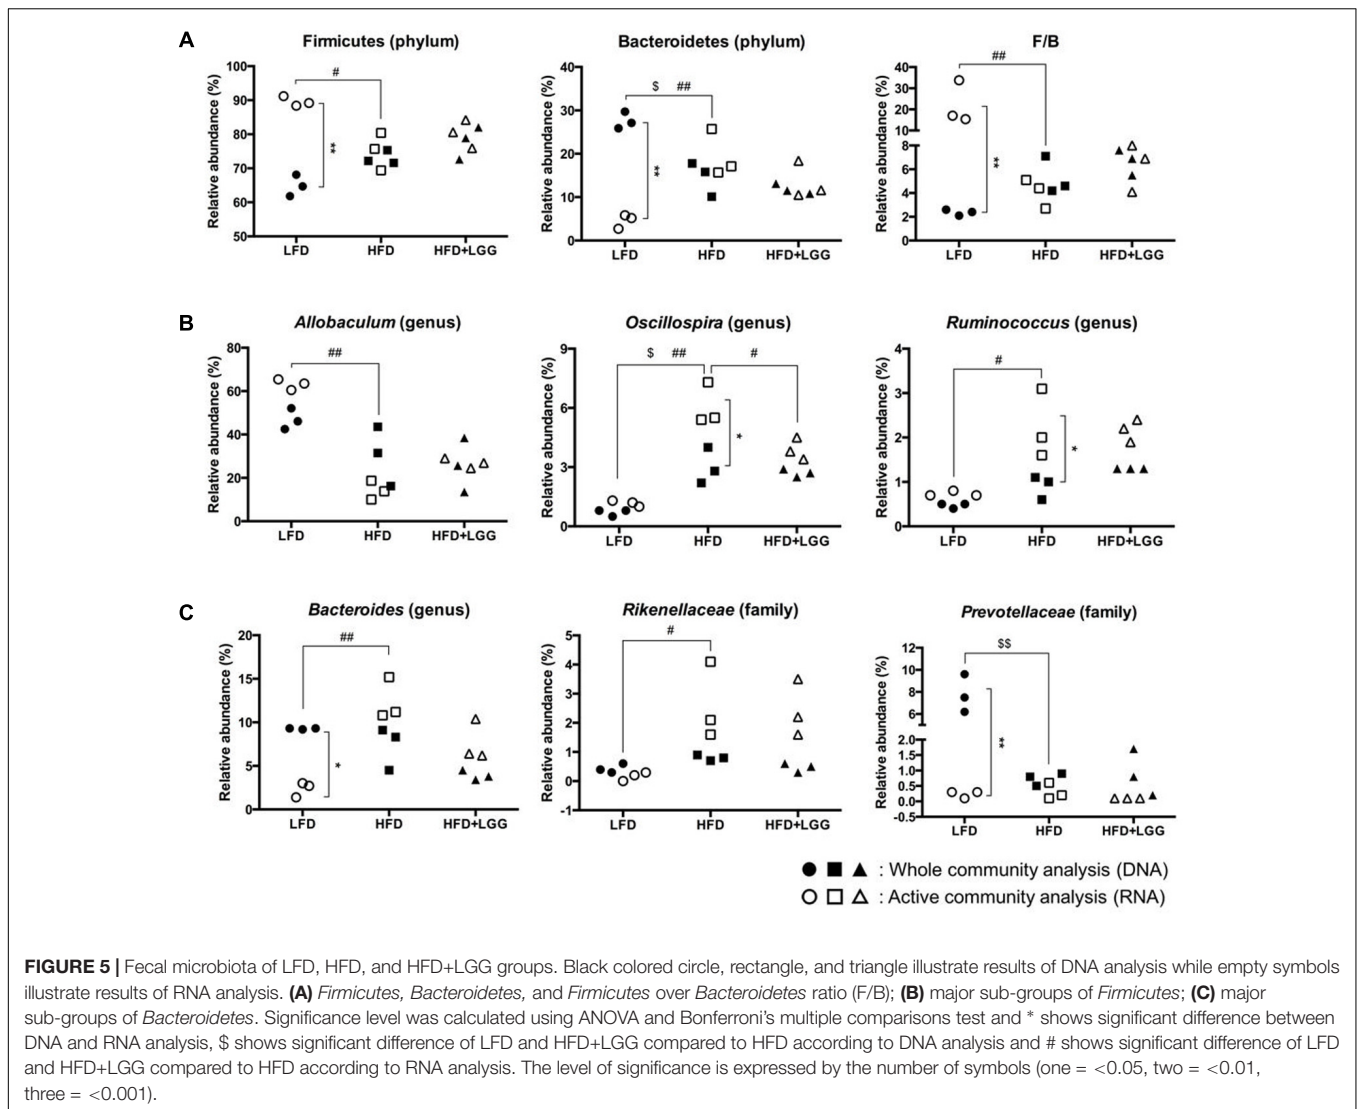 A
Firmicutes (phylum)
Bacteroidetes (phylum)
F/B
Relative abundance (%)
100
90
80
70
60
50
#
**
LFD
HFD
HFD+LGG
Relative abundance (%)
40
30
20
10
0
$ ##
**
LFD
HFD
HFD+LGG
Relative abundance (%)
40
30
20
10
8
6
4
2
0
##
**
LFD
HFD
HFD+LGG
B
Allobaculum (genus)
Oscillospira (genus)
Ruminococcus (genus)
Relative abundance (%)
80
60
40
20
0
##
LFD
HFD
HFD+LGG
Relative abundance (%)
9
6
3
0
$ ##
#
*
LFD
HFD
HFD+LGG
Relative abundance (%)
4
3
2
1
0
#
*
LFD
HFD
HFD+LGG
C
Bacteroides (genus)
Rikenellaceae (family)
Prevotellaceae (family)
Relative abundance (%)
20
15
10
5
0
##
*
LFD
HFD
HFD+LGG
Relative abundance (%)
5
4
3
2
1
0
-1
#
LFD
HFD
HFD+LGG
Relative abundance (%)
12
10
8
6
2.0
1.5
1.0
0.5
0.0
-0.5
$$
**
LFD
HFD
HFD+LGG
: Whole community analysis (DNA)
: Active community analysis (RNA)
FIGURE 5 | Fecal microbiota of LFD, HFD, and HFD+LGG groups. Black colored circle, rectangle, and triangle illustrate results of DNA analysis while empty symbols
illustrate results of RNA analysis. (A) Firmicutes, Bacteroidetes, and Firmicutes over Bacteroidetes ratio (F/B); (B) major sub-groups of Firmicutes; (C) major
sub-groups of Bacteroidetes. Significance level was calculated using ANOVA and Bonferroni's multiple comparisons test and * shows significant difference between
DNA and RNA analysis, $ shows significant difference of LFD and HFD+LGG compared to HFD according to DNA analysis and # shows significant difference of LFD
and HFD+LGG compared to HFD according to RNA analysis. The level of significance is expressed by the number of symbols (one = <0.05, two = <0.01,
three = <0.001).